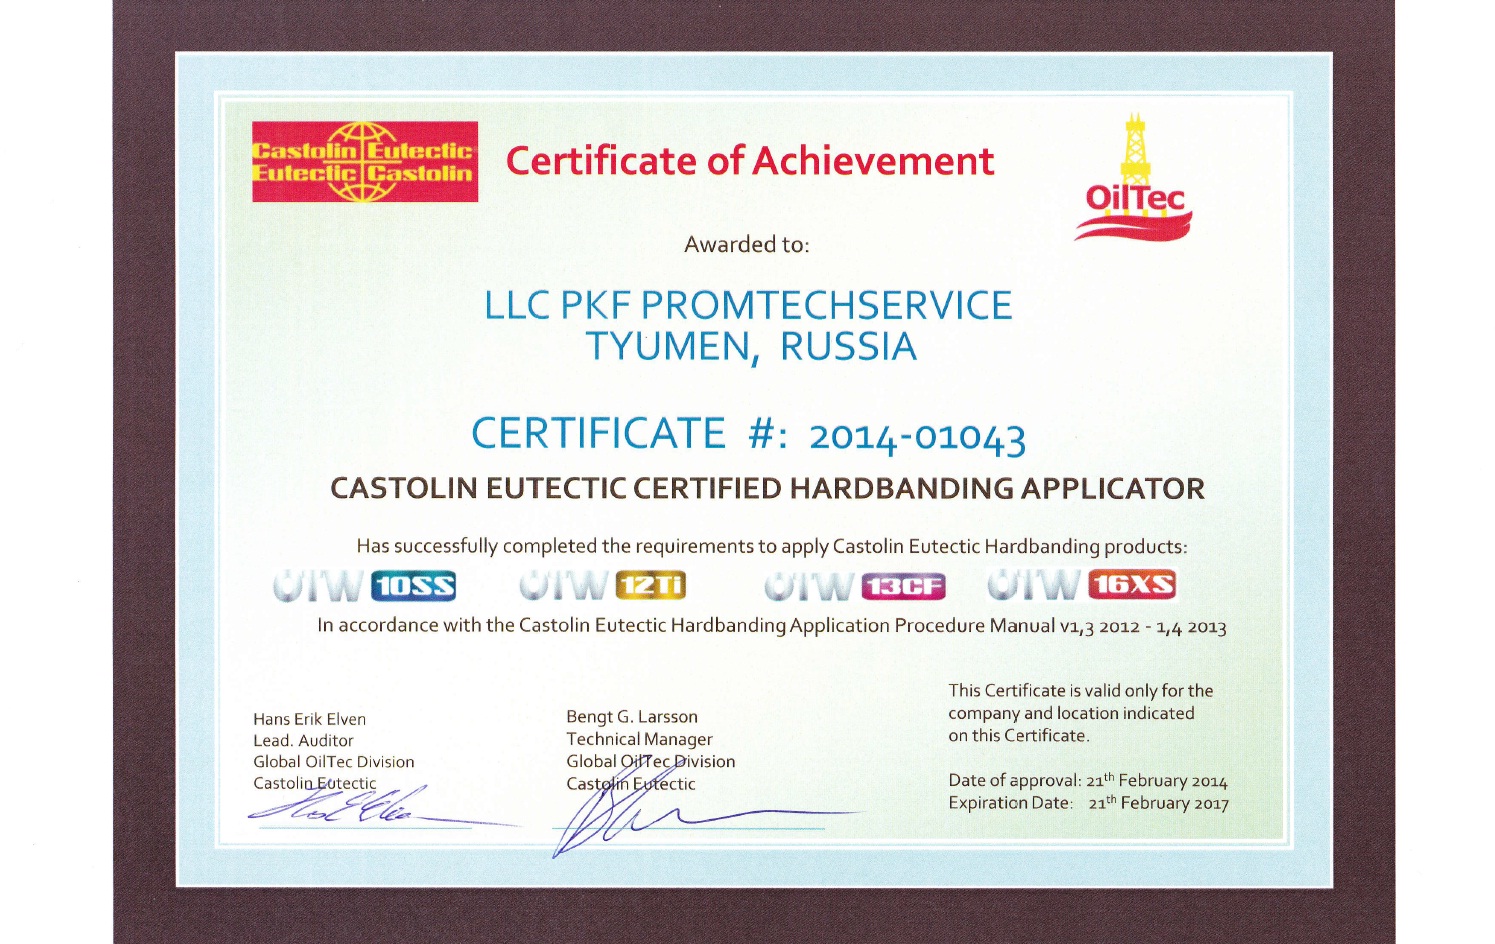 Castolin Eutectic
Eutectic Castolin
Certificate of Achievement
OilTec
Awarded to:
LLC PKF PROMTECHSERVICE
TYUMEN, RUSSIA
CERTIFICATE #: 2014-01043
CASTOLIN EUTECTIC CERTIFIED HARDBANDING APPLICATOR
Has successfully completed the requirements to apply Castolin Eutectic Hardbanding products:
OTW 10SS OTW 12Ti OTW 13CF OTW 16XS
In accordance with the Castolin Eutectic Hardbanding Application Procedure Manual v1,3 2012 - 1,4 2013
Hans Erik Elven
Lead. Auditor
Global OilTec Division
Castolin Eutectic
Bengt G. Larsson
Technical Manager
Global OilTec Division
Castolin Eutectic
This Certificate is valid only for the
company and location indicated
on this Certificate.
Date of approval: 21th February 2014
Expiration Date: 21th February 2017